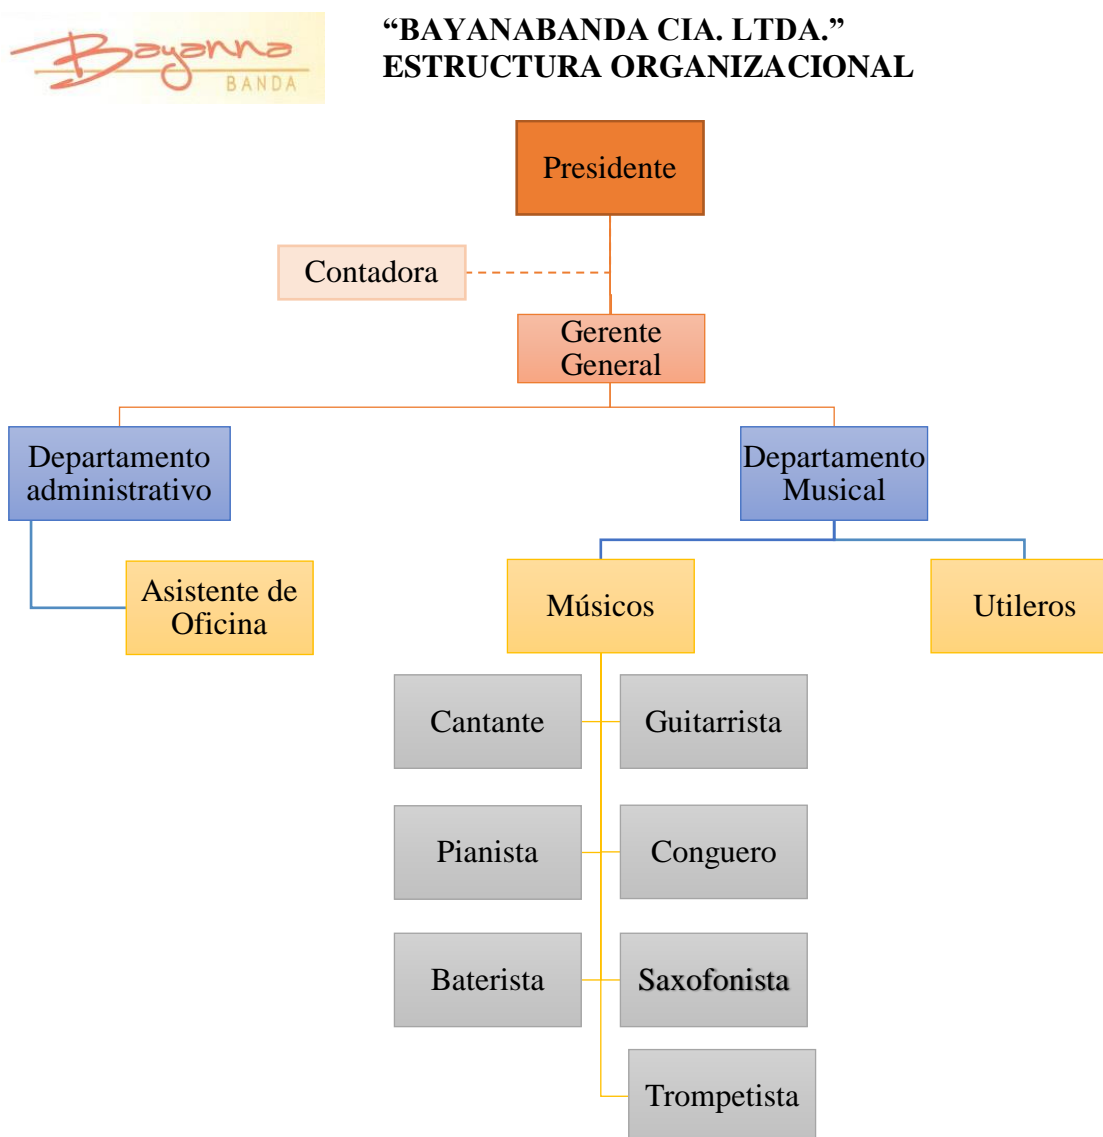 Bayanna
BANDA
“BAYANABANDA CIA. LTDA.”
ESTRUCTURA ORGANIZACIONAL
Presidente
Contadora
Gerente
General
Departamento
administrativo
Departamento
Musical
Asistente de
Oficina
Músicos
Utileros
Cantante
Guitarrista
Pianista
Conguero
Baterista
Saxofonista
Trompetista